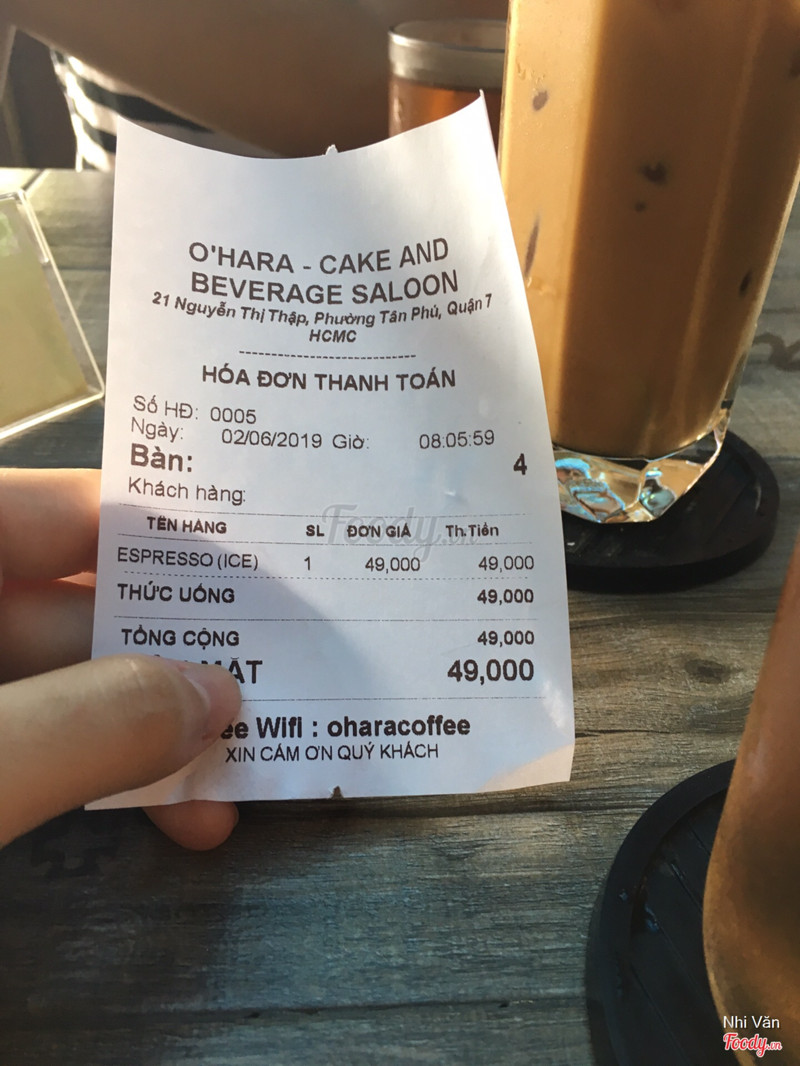 O'HARA - CAKE AND
BEVERAGE SALOON
21 Nguyễn Thị Thập, Phường Tân Phú, Quận 7
HCMC
HÓA ĐƠN THANH TOÁN
Số HĐ: 0005
Ngày: 02/06/2019 Giờ: 08:05:59
Bàn: 4
Khách hàng:
TÊN HÀNG SL ĐƠN GIÁ Th.Tiền
ESPRESSO (ICE) 1 49,000 49,000
THỨC UỐNG 49,000
TỔNG CỘNG 49,000
MẶT 49,000
Wifi : oharacoffee
XIN CÁM ƠN QUÝ KHÁCH
Foody.vn
Nhi Văn
Foody.vn